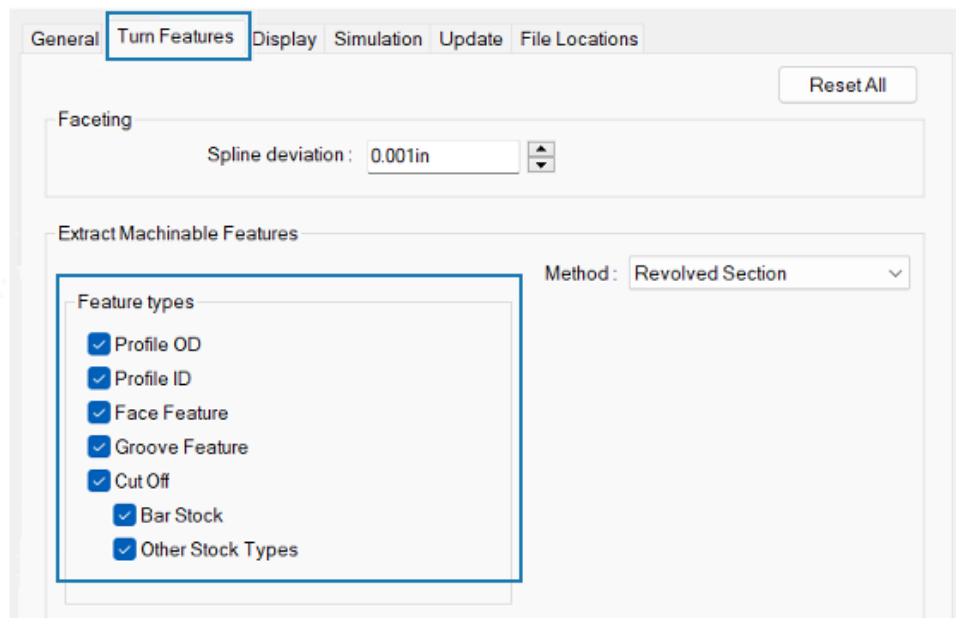 General Turn Features Display Simulation Update File Locations
Reset All
Faceting
Spline deviation : 0.001in
Extract Machinable Features
Method : Revolved Section
Feature types
Profile OD
Profile ID
Face Feature
Groove Feature
Cut Off
Bar Stock
Other Stock Types